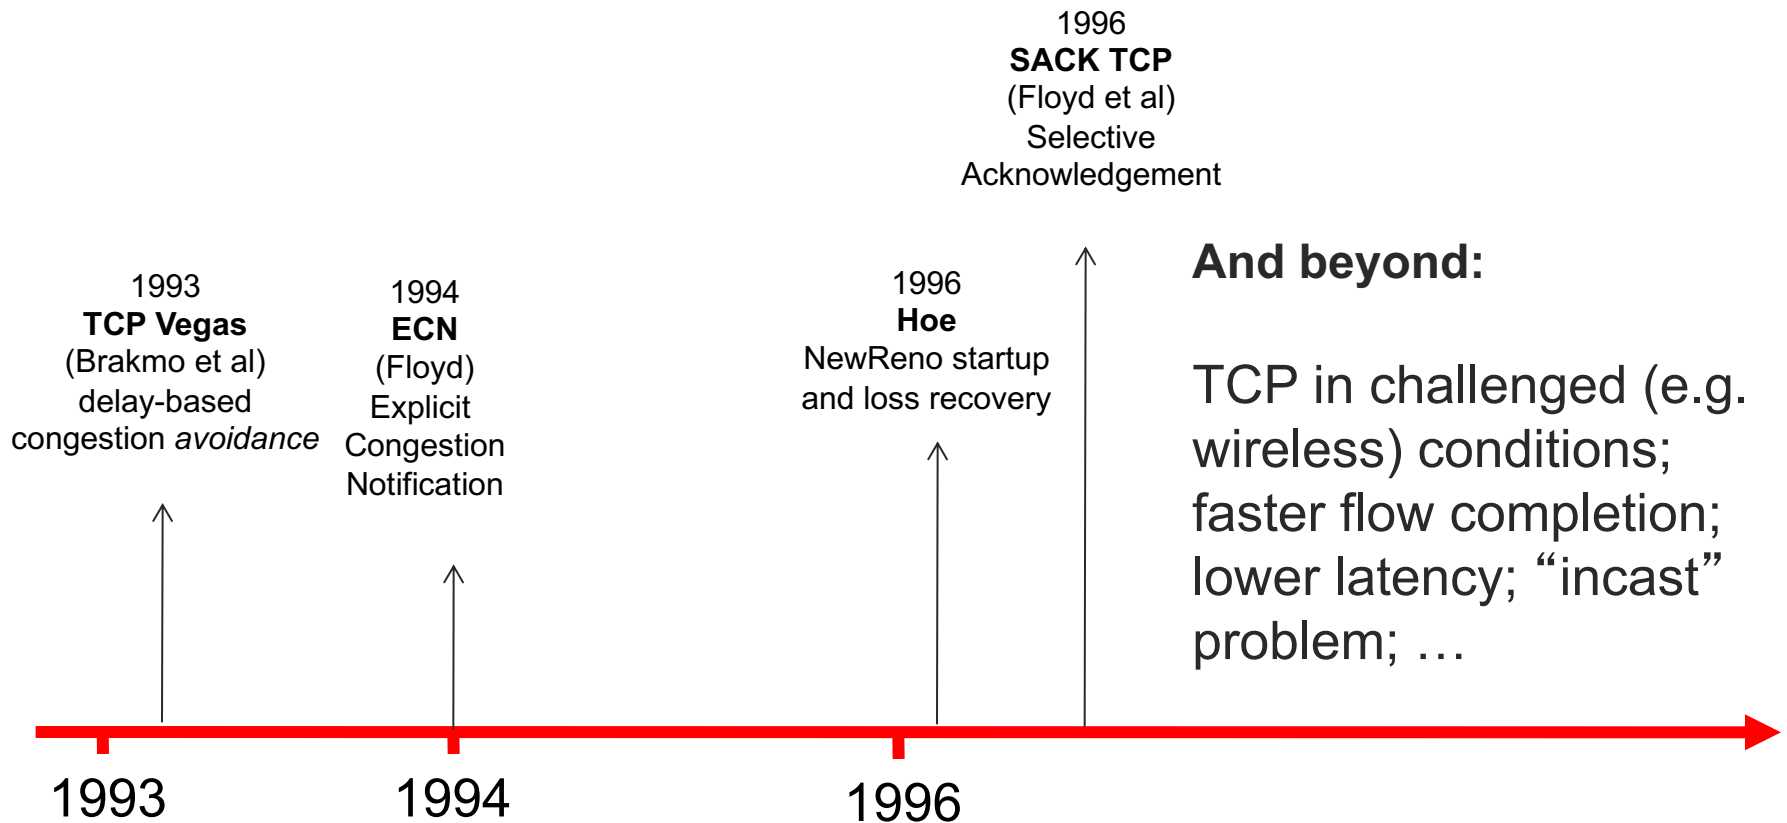 1993
TCP Vegas
(Brakmo et al)
delay-based
congestion avoidance
1994
ECN
(Floyd)
Explicit
Congestion
Notification
1996
Hoe
NewReno startup
and loss recovery
1996
SACK TCP
(Floyd et al)
Selective
Acknowledgement
And beyond:
TCP in challenged (e.g.
wireless) conditions;
faster flow completion;
lower latency; “incast”
problem; …
1993
1994
1996